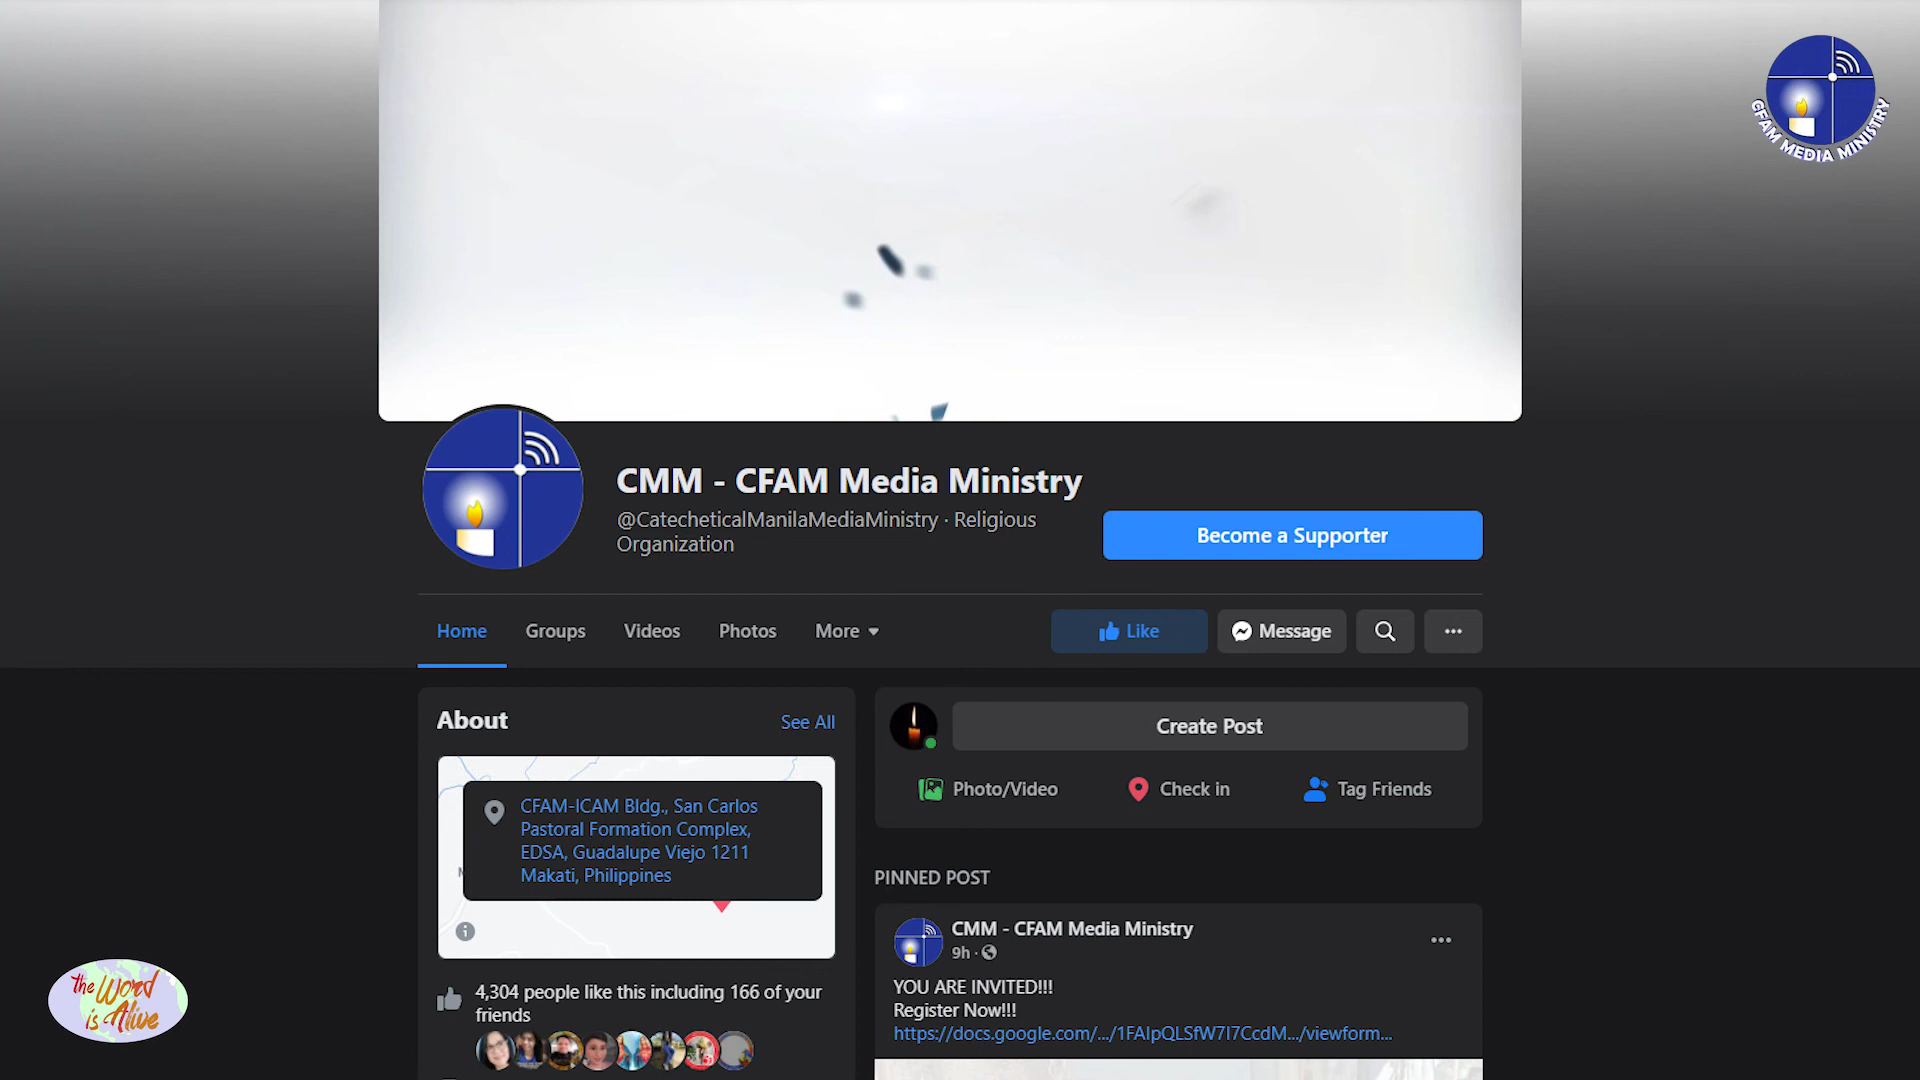 CFAM MEDIA MINISTRY
CMM - CFAM Media Ministry
@CatecheticalManilaMediaMinistry · Religious
Organization
Become a Supporter
Home
Groups
Videos
Photos
More
Like
Message
About
See All
CFAM-ICAM Bldg., San Carlos
Pastoral Formation Complex,
EDSA, Guadalupe Viejo 1211
Makati, Philippines
4,304 people like this including 166 of your
friends
Create Post
Photo/Video
Check in
Tag Friends
PINNED POST
CMM - CFAM Media Ministry
9h ·
YOU ARE INVITED!!!
Register Now!!!
https://docs.google.com/.../1FAIpQLSfW7I7CcdM.../viewform...
the Word
is Alive